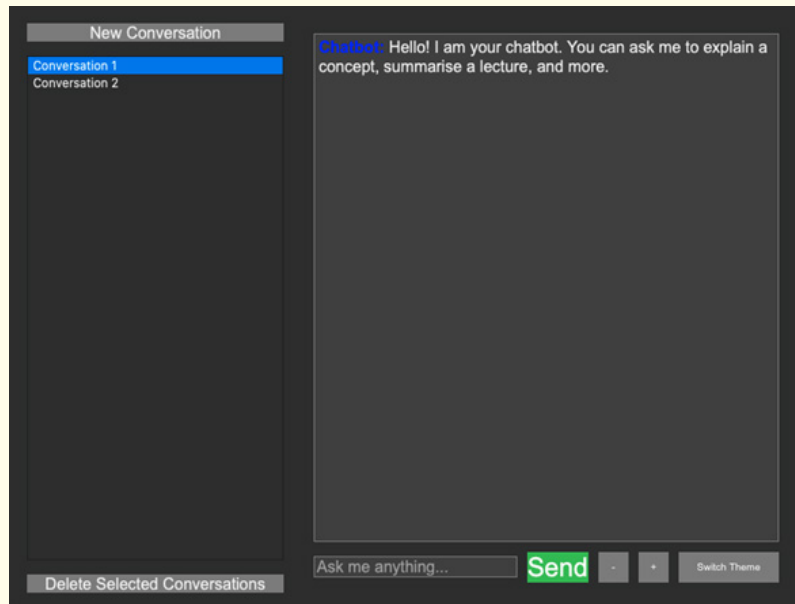 New Conversation
Conversation 1
Conversation 2
Delete Selected Conversations
Chatbot: Hello! I am your chatbot. You can ask me to explain a
concept, summarise a lecture, and more.
Ask me anything... Send - + Switch Theme